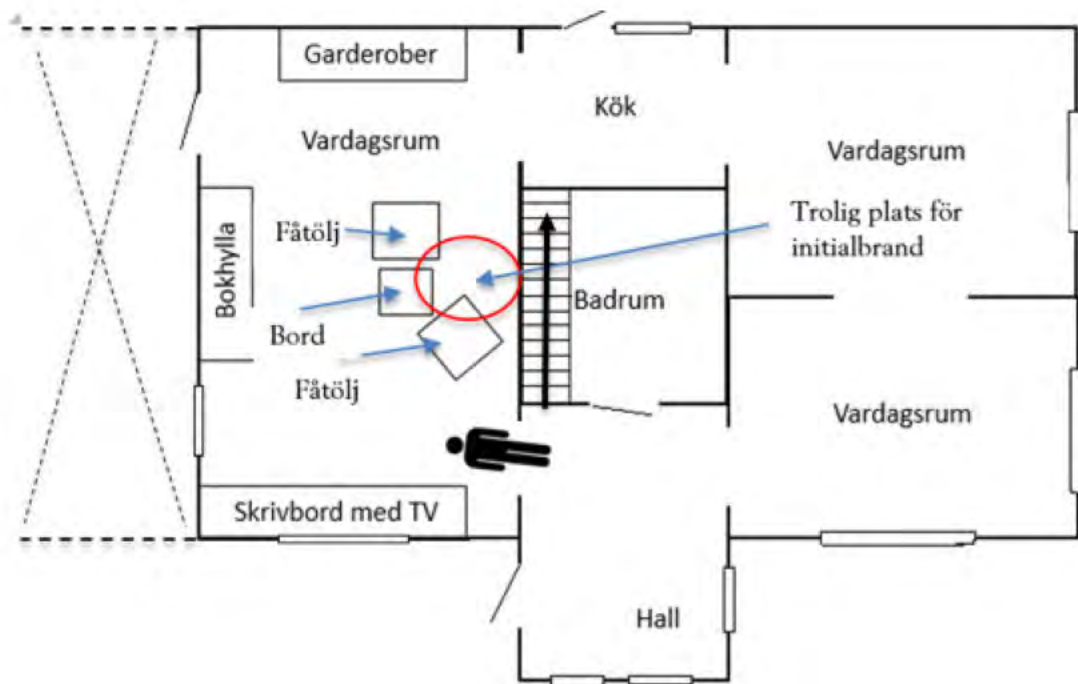 Garderober
Kök
Vardagsrum
Vardagsrum
Fåtölj
Trolig plats för
initialbrand
Bokhylla
Badrum
Bord
Fåtölj
Vardagsrum
Skrivbord med TV
Hall